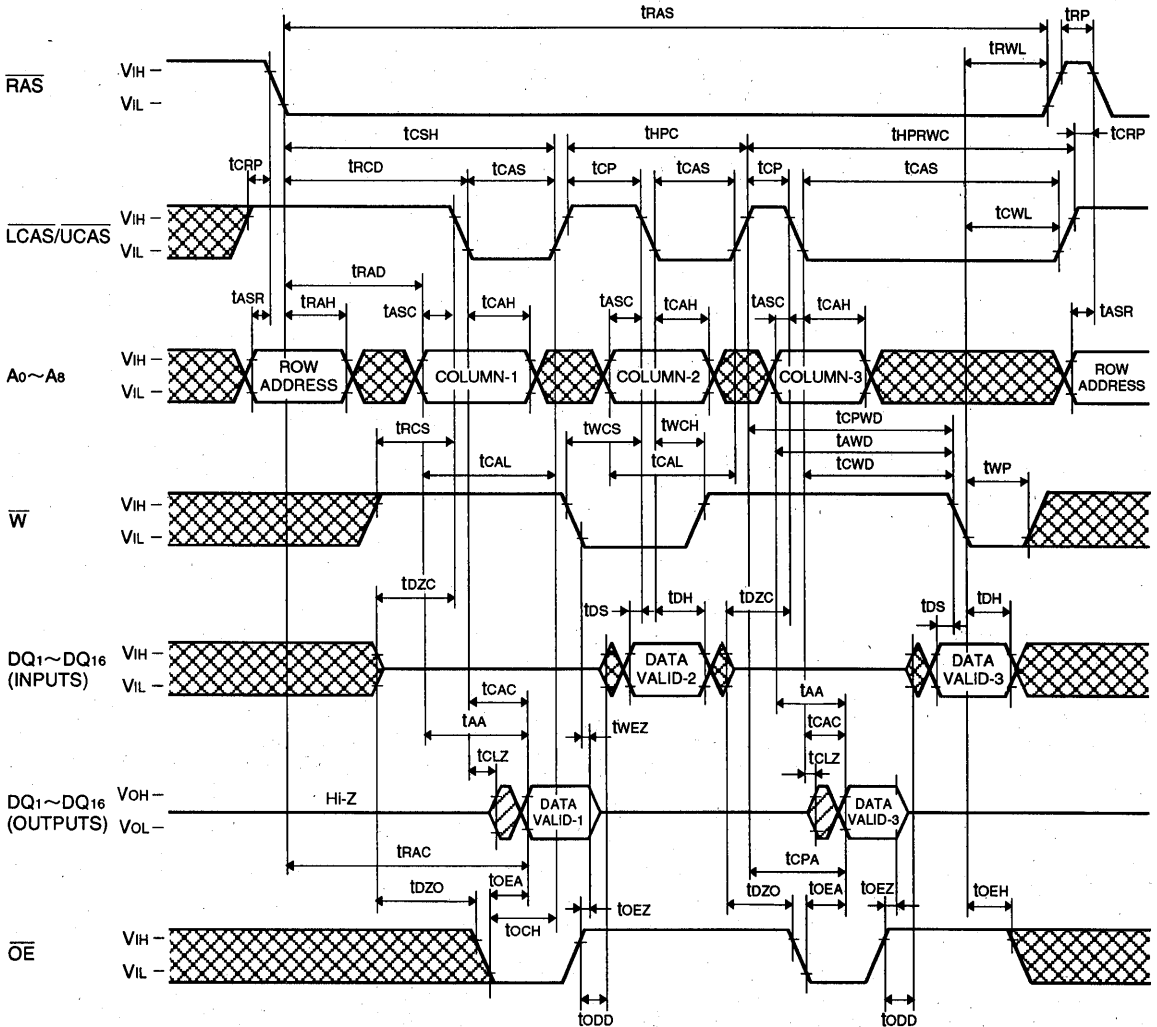 tRAS tRP
tRWL
RAS VIH
VIL
tCSH tHPC tHPRWC tCRP
tCRP tRCD tCAS tCP tCAS tCP tCAS
LCAS/UCAS VIH tCWL
VIL
tRAD
tASR tRAH tASC tCAH tASC tCAH tASC tCAH tASR
A0~A8 VIH ROW ADDRESS COLUMN-1 COLUMN-2 COLUMN-3 ROW ADDRESS
VIL
tCPWD
tRCS tWCS tWCH tAWD
tCAL tCAL tCWD tWP
W VIH
VIL
tDZC tDS tDH tDZC tDS tDH
DQ1~DQ16 (INPUTS) VIH DATA VALID-2 DATA VALID-3
VIL
tCAC tAA
tAA tWEZ tCAC
tCLZ tCLZ
DQ1~DQ16 (OUTPUTS) VOH Hi-Z DATA VALID-1 DATA VALID-3
VOL
tRAC tCPA
tDZO tOEA tOEZ tDZO tOEA tOEZ tOEH
tOCH
OE VIH
VIL
tODD tODD